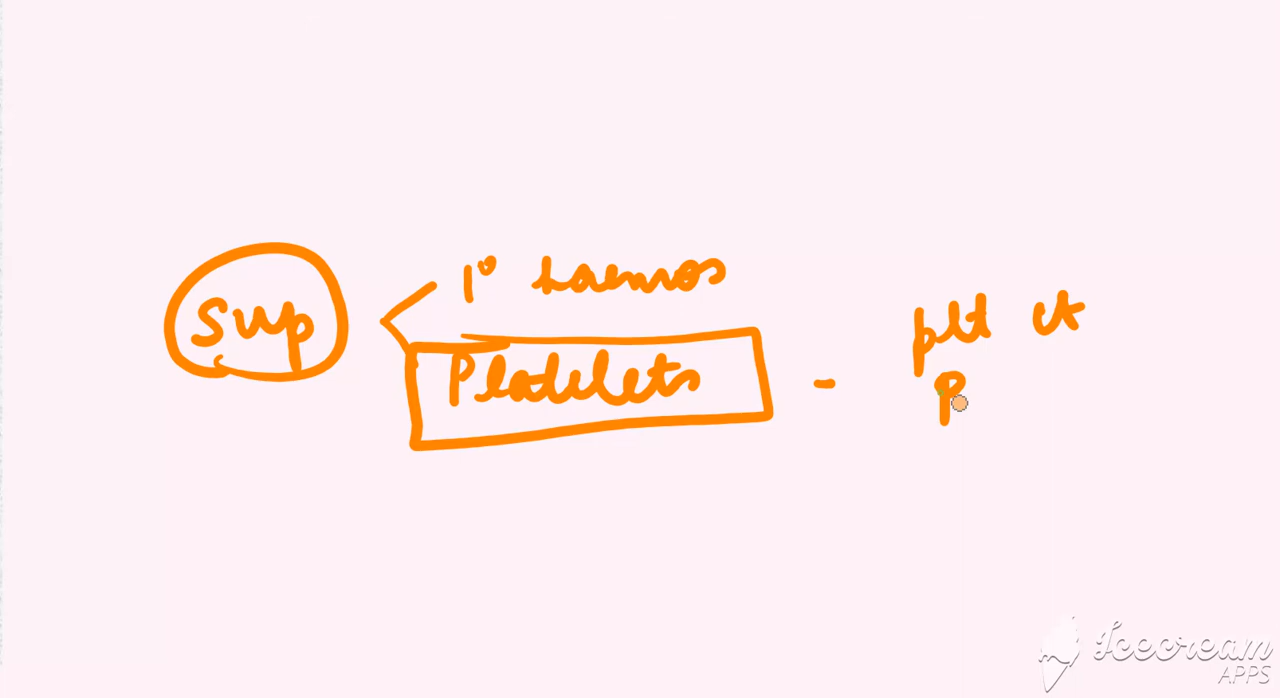 Sup
1° haemos
Platelets - plt ct
P
Icecream
APPS